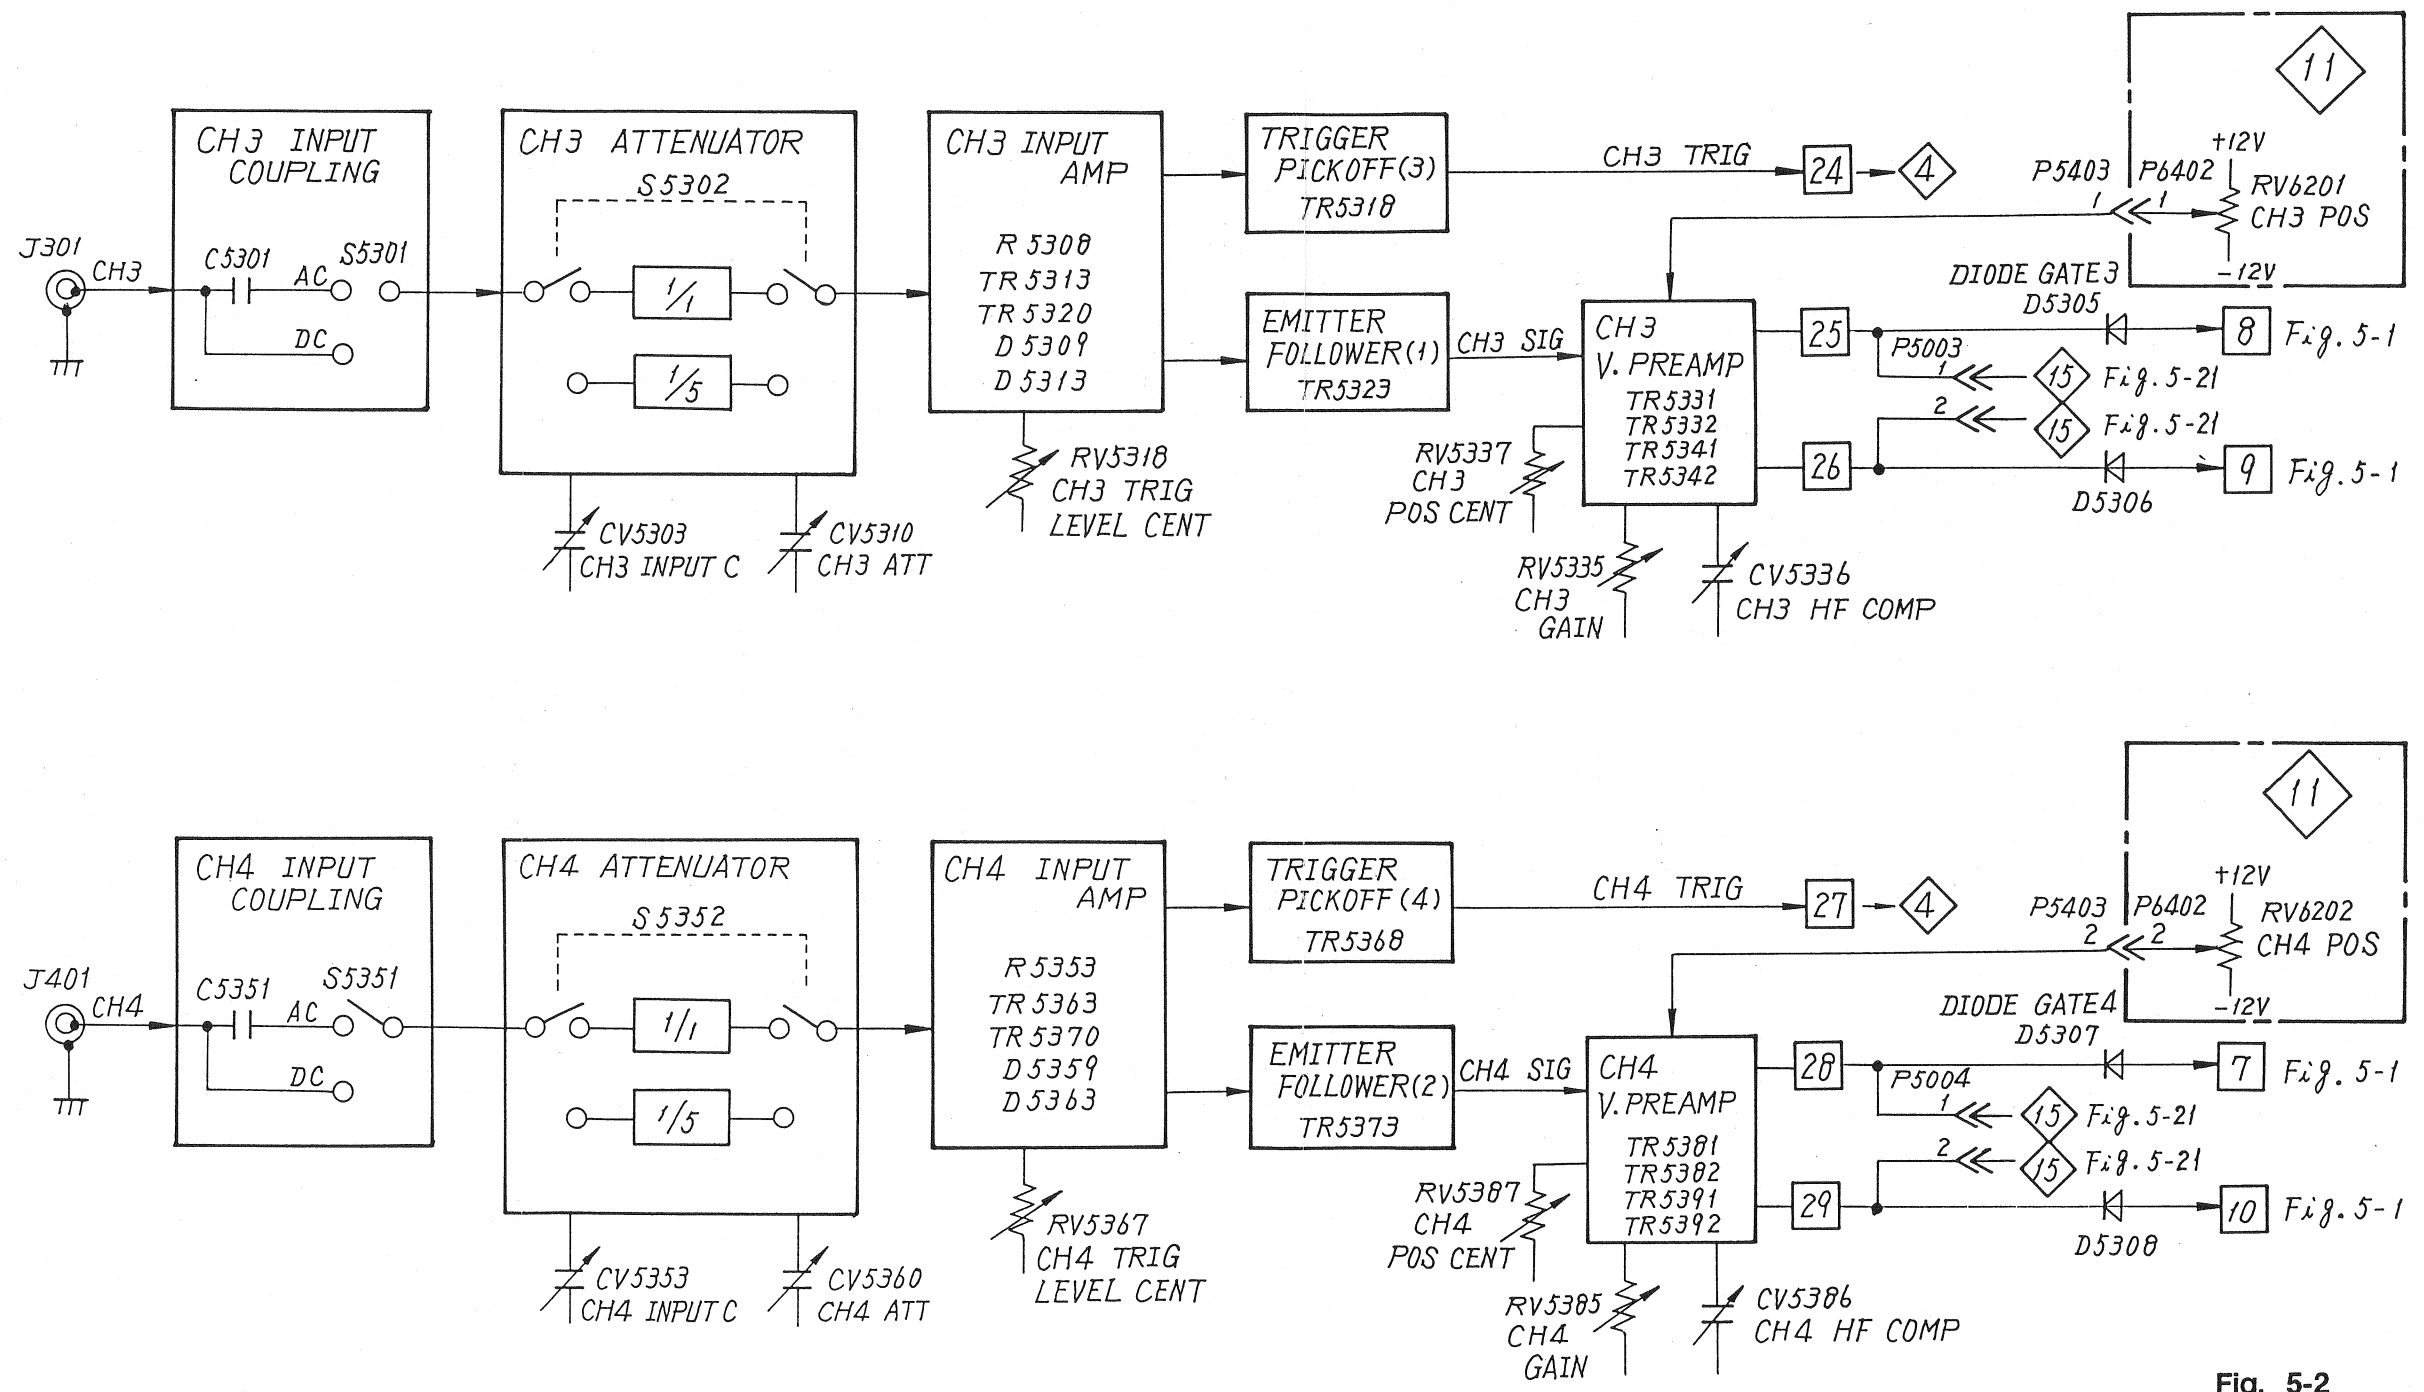 11
CH3 INPUT
COUPLING
CH3 ATTENUATOR
S5302
CH3 INPUT
AMP
TRIGGER
PICKOFF(3)
TR5318
CH3 TRIG
24
4
P5403
P6402
1
1
+12V
RV6201
CH3 POS
-12V
J301
CH3
C5301
AC
S5301
DC
1/1
1/5
R5308
TR5313
TR5320
D5309
D5313
EMITTER
FOLLOWER(1)
TR5323
CH3 SIG
CH3
V. PREAMP
TR5331
TR5332
TR5341
TR5342
DIODE GATE3
D5305
25
8
Fig. 5-1
P5003
1
15
Fig. 5-21
2
15
Fig. 5-21
26
9
Fig. 5-1
D5306
RV5318
CH3 TRIG
LEVEL CENT
RV5337
CH3
POS CENT
CV5303
CH3 INPUT C
CV5310
CH3 ATT
RV5335
CH3
GAIN
CV5336
CH3 HF COMP
11
CH4 INPUT
COUPLING
CH4 ATTENUATOR
S5352
CH4 INPUT
AMP
TRIGGER
PICKOFF(4)
TR5368
CH4 TRIG
27
4
P5403
P6402
2
2
+12V
RV6202
CH4 POS
-12V
J401
CH4
C5351
AC
S5351
DC
1/1
1/5
R5353
TR5363
TR5370
D5359
D5363
EMITTER
FOLLOWER(2)
TR5373
CH4 SIG
CH4
V. PREAMP
TR5381
TR5382
TR5391
TR5392
DIODE GATE4
D5307
28
7
Fig. 5-1
P5004
1
15
Fig. 5-21
2
15
Fig. 5-21
29
10
Fig. 5-1
D5308
RV5367
CH4 TRIG
LEVEL CENT
RV5387
CH4
POS CENT
CV5353
CH4 INPUT C
CV5360
CH4 ATT
RV5385
CH4
GAIN
CV5386
CH4 HF COMP
Fig. 5-2